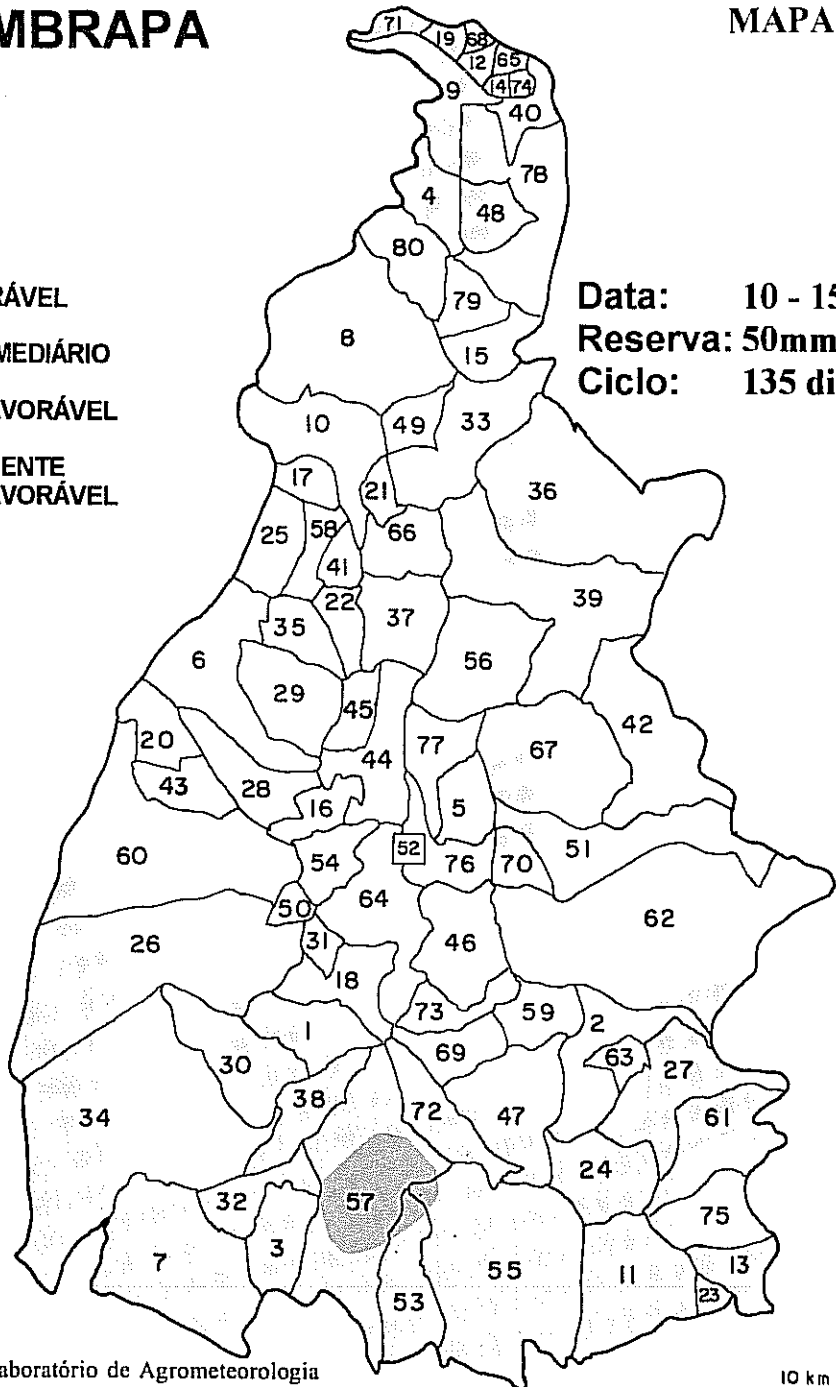 MBRAPA
MAPA
RÁVEL
MEDIÁRIO
VORÁVEL
ENTE
VORÁVEL
Data: 10 - 15
Reserva: 50mm
Ciclo: 135 di
71 19 68
12 65
14 74
9
40
78
4
48
80
79
8
15
10 49 33
17
21 36
25 58 66
41
22 39
35 37
6 56
29
45 42
20 44 77 67
43 28
16 5
52 51
60 54 76 70
64
50 62
26 31 46
18
73 59 2
1
69 63 27
30
38
34 72 47 61
24
32 57 75
7 3 55 11 13
53 23
aboratório de Agrometeorologia
10 km